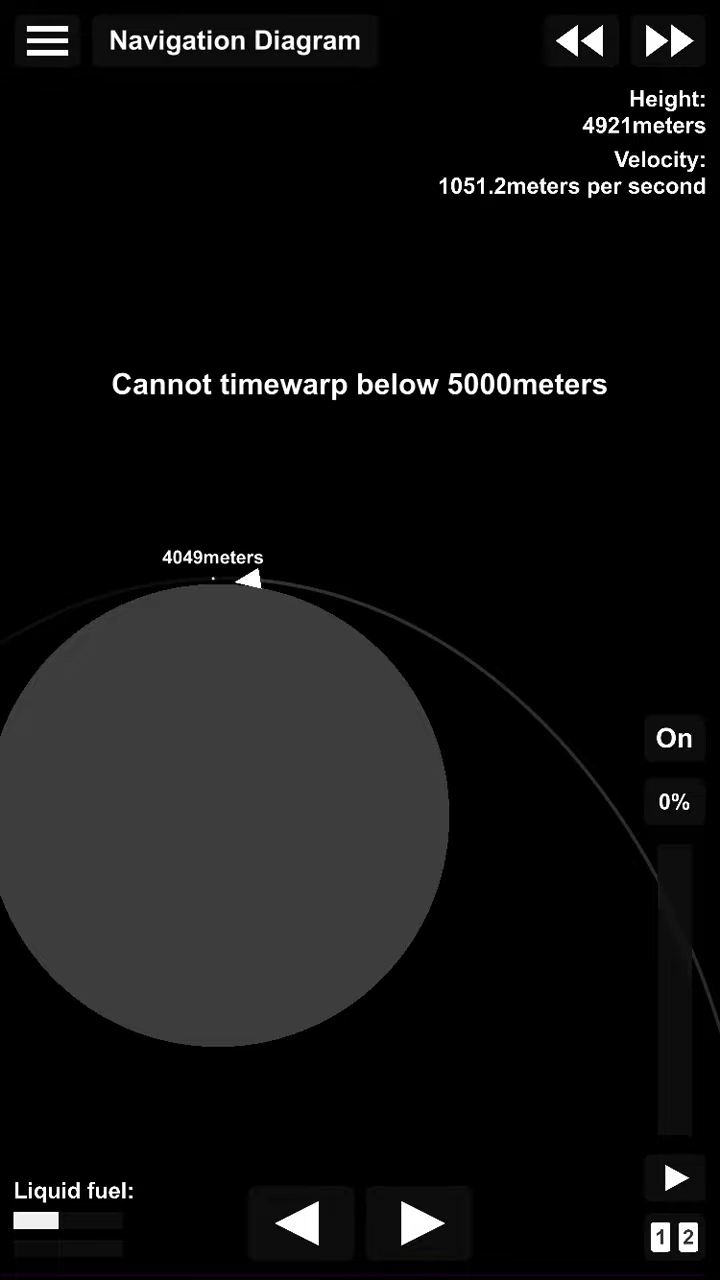 Navigation Diagram
Height:
4921meters
Velocity:
1051.2meters per second
Cannot timewarp below 5000meters
4049meters
On
0%
Liquid fuel:
1 2